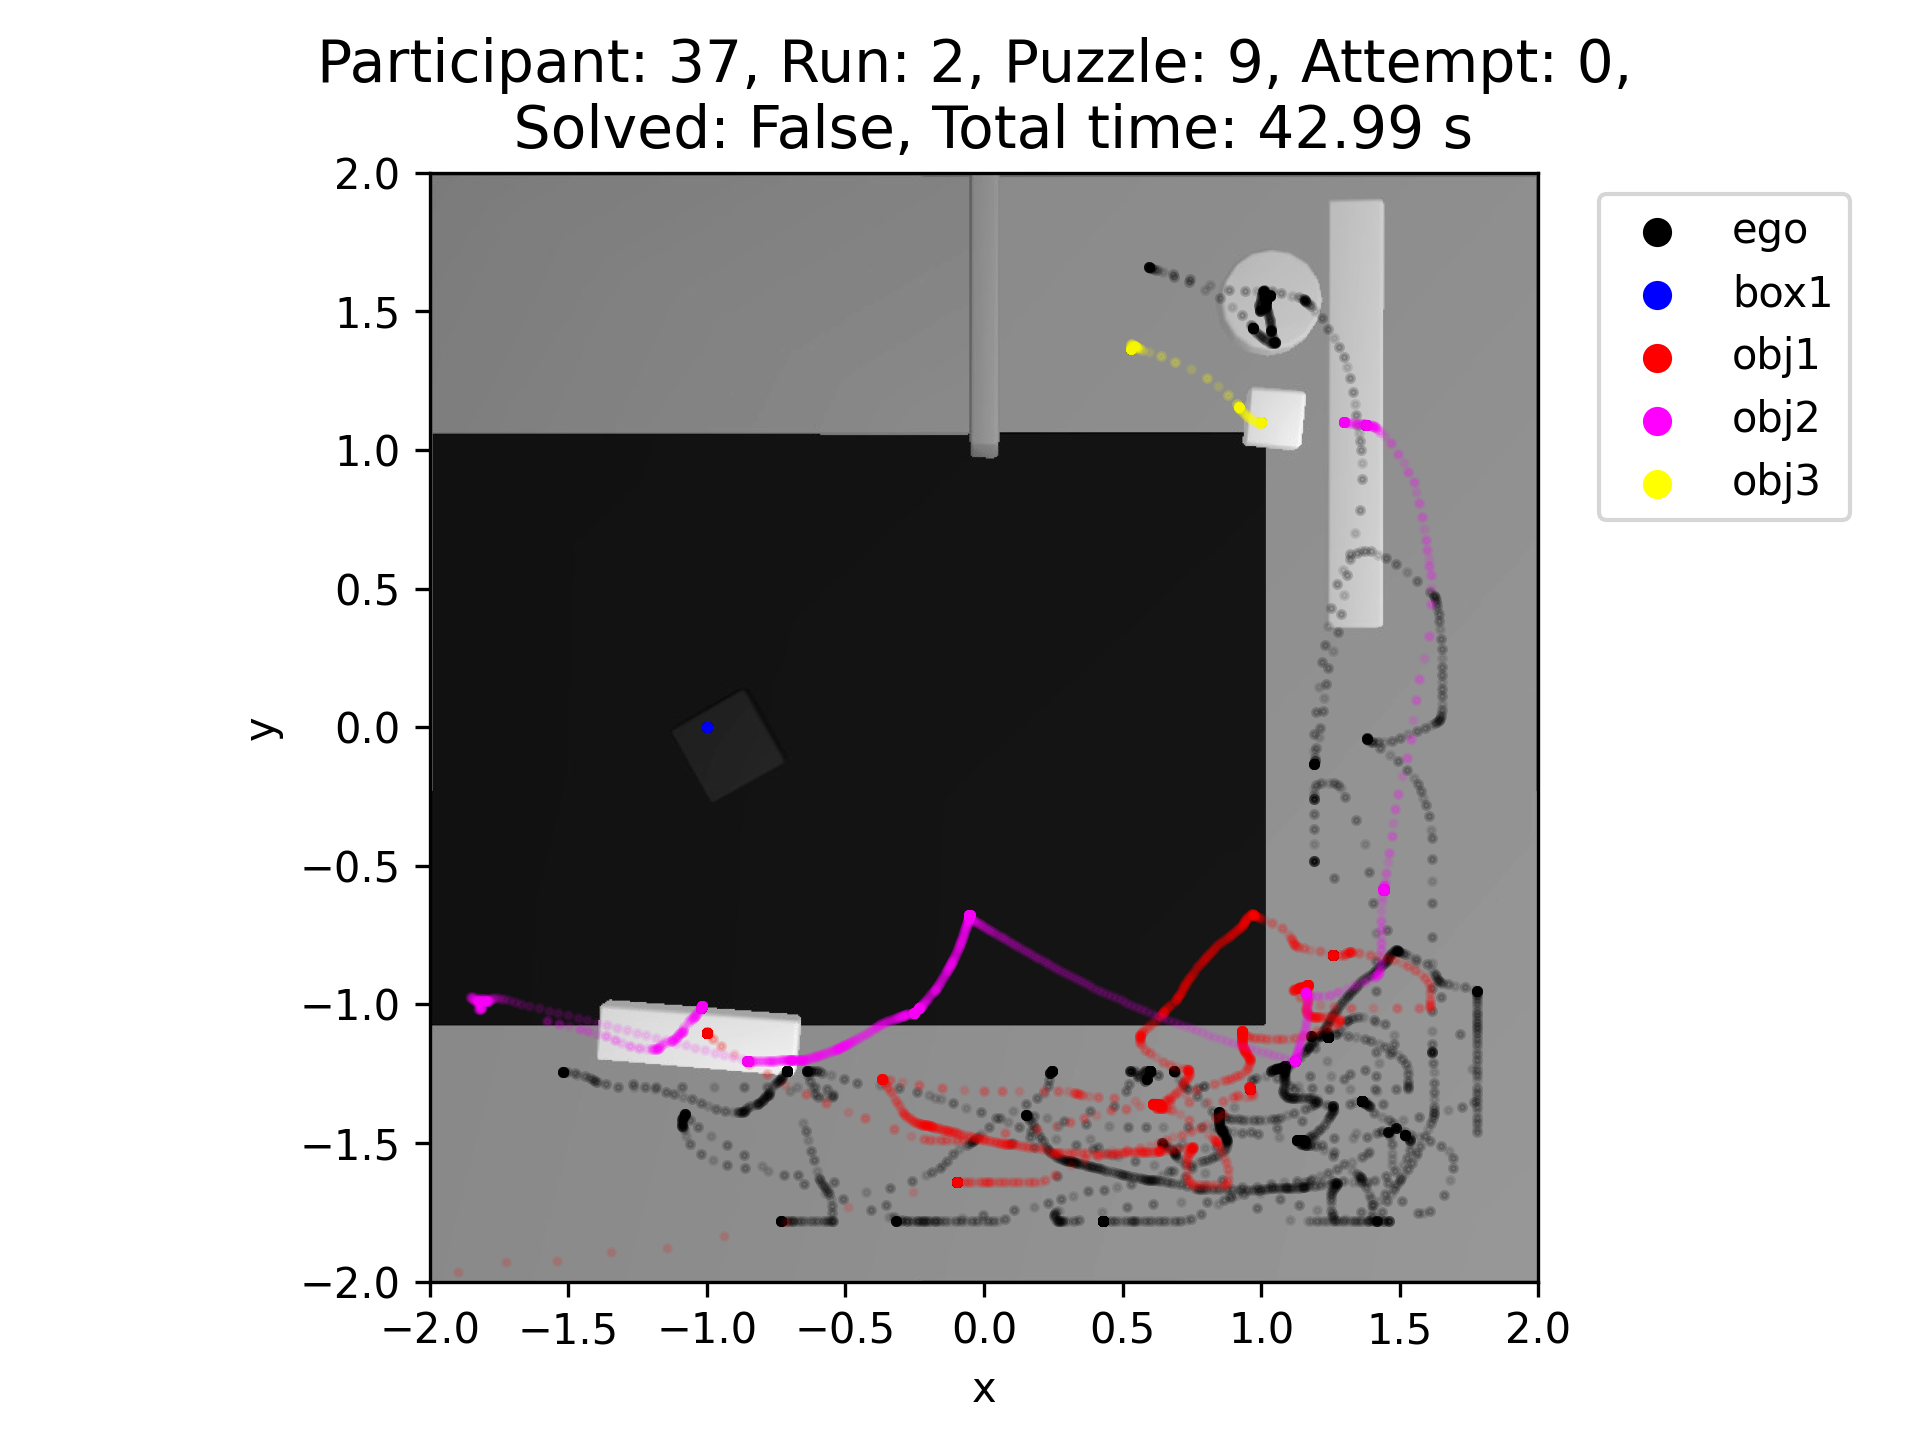 Participant: 37, Run: 2, Puzzle: 9, Attempt: 0,
Solved: False, Total time: 42.99 s
2.0
1.5
1.0
0.5
0.0
−0.5
−1.0
−1.5
−2.0
y
−2.0 −1.5 −1.0 −0.5 0.0 0.5 1.0 1.5 2.0
x
ego
box1
obj1
obj2
obj3